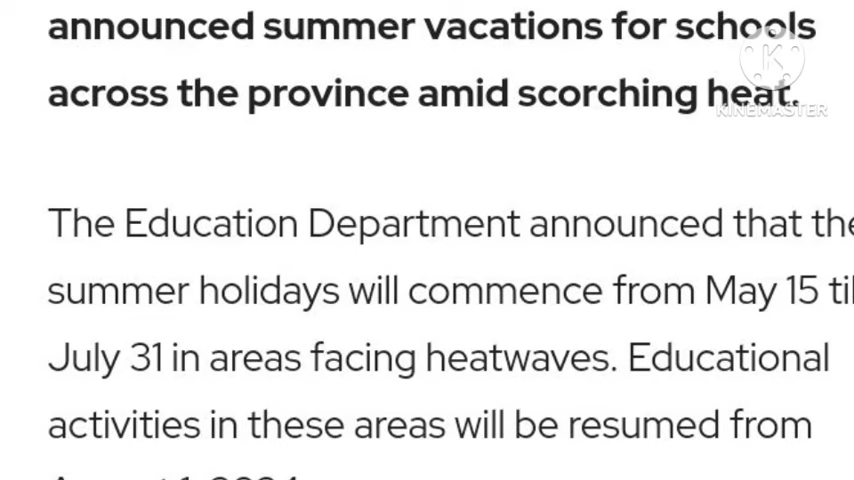 announced summer vacations for schools
across the province amid scorching heat.
KINEMASTER
The Education Department announced that the
summer holidays will commence from May 15 til
July 31 in areas facing heatwaves. Educational
activities in these areas will be resumed from